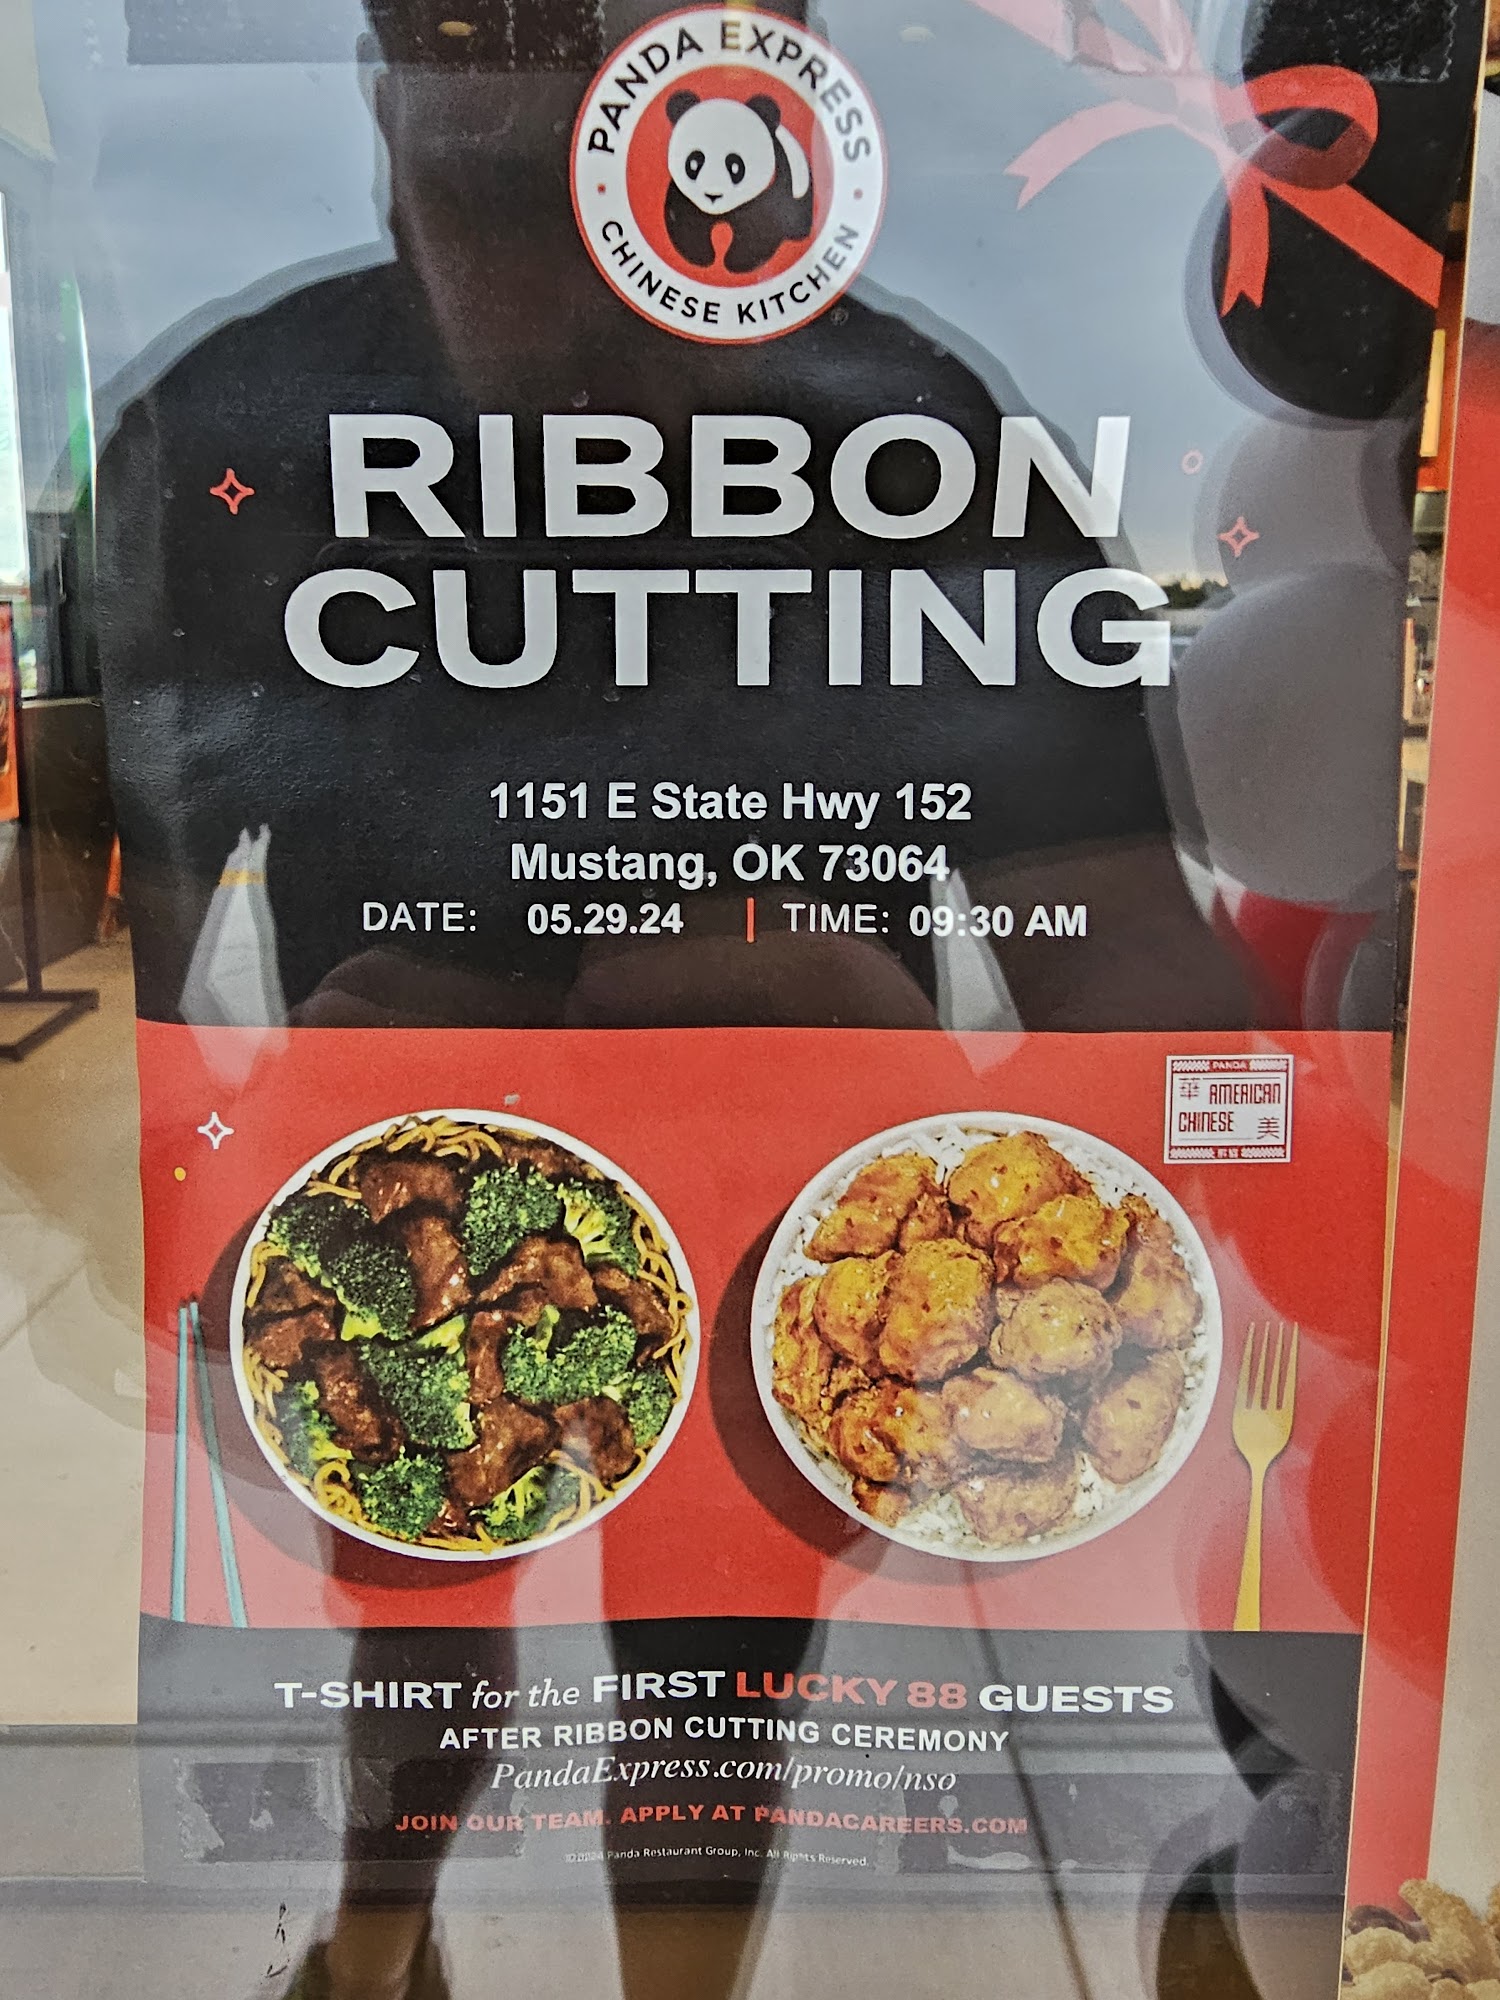 PANDA EXPRESS
CHINESE KITCHEN
RIBBON
CUTTING
1151 E State Hwy 152
Mustang, OK 73064
DATE: 05.29.24 | TIME: 09:30 AM
PANDA
華 AMERICAN
CHINESE 美
T-SHIRT for the FIRST LUCKY 88 GUESTS
AFTER RIBBON CUTTING CEREMONY
PandaExpress.com/promo/nso
JOIN OUR TEAM. APPLY AT PANDACAREERS.COM
©2024 Panda Restaurant Group, Inc. All Rights Reserved.